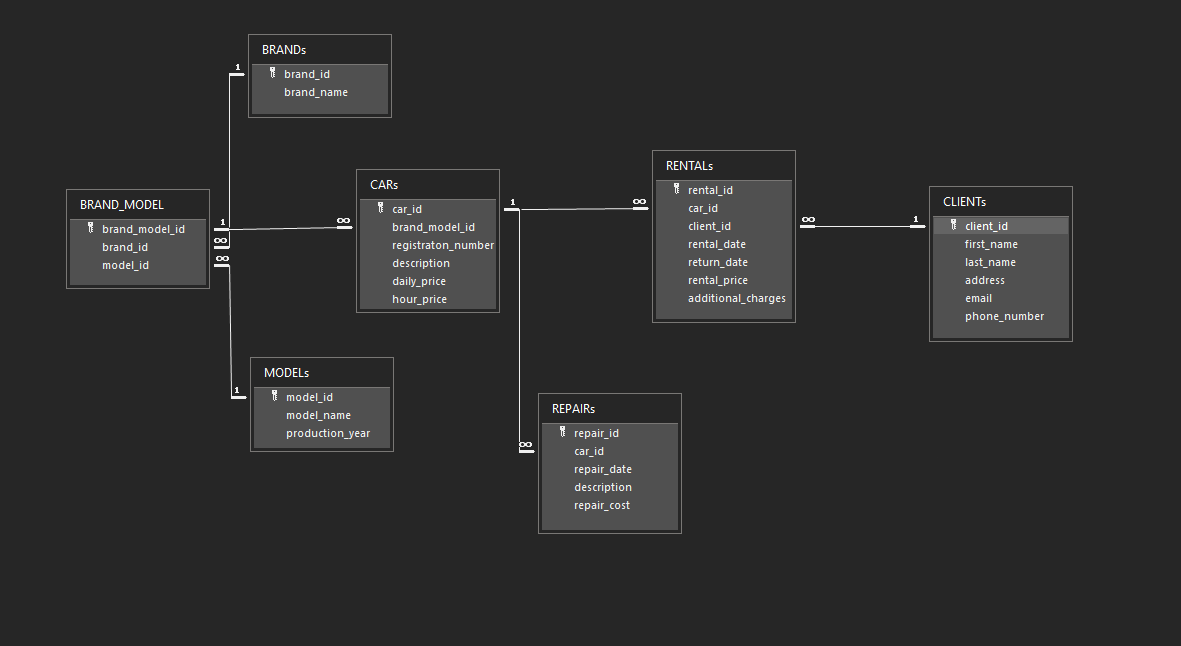 BRANDs
brand_id
brand_name
1
BRAND_MODEL
brand_model_id
brand_id
model_id
1
∞
∞
CARs
car_id
brand_model_id
registraton_number
description
daily_price
hour_price
∞
1
MODELs
model_id
model_name
production_year
1
RENTALs
rental_id
car_id
client_id
rental_date
return_date
rental_price
additional_charges
∞
∞
1
CLIENTs
client_id
first_name
last_name
address
email
phone_number
REPAIRs
repair_id
car_id
repair_date
description
repair_cost
∞